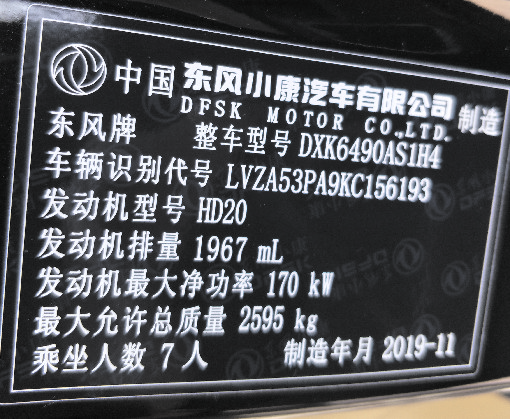 中国 东风小康汽车有限公司 制造
DFSK MOTOR CO.,LTD.
东风牌 整车型号 DXK6490AS1H4
车辆识别代号 LVZA53PA9KC156193
发动机型号 HD20
发动机排量 1967 mL
发动机最大净功率 170 kW
最大允许总质量 2595 kg
乘坐人数 7人 制造年月 2019-11